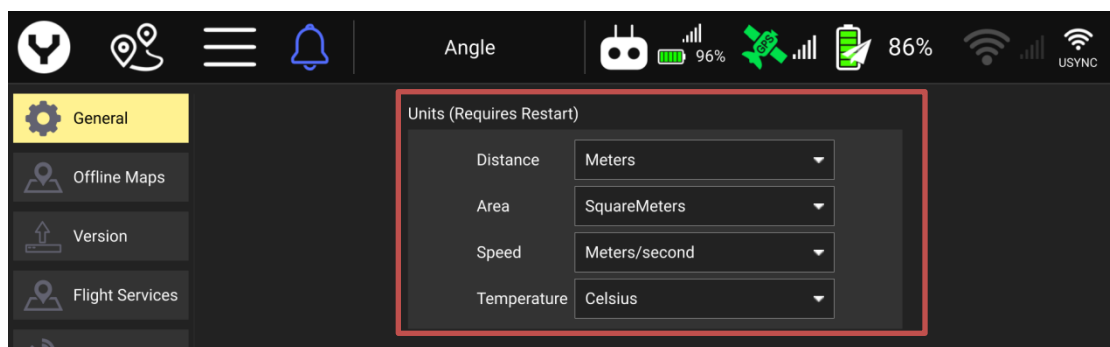 Angle
96%
GPS
86%
USYNC
General
Offline Maps
Version
Flight Services
Units (Requires Restart)
Distance Meters
Area SquareMeters
Speed Meters/second
Temperature Celsius